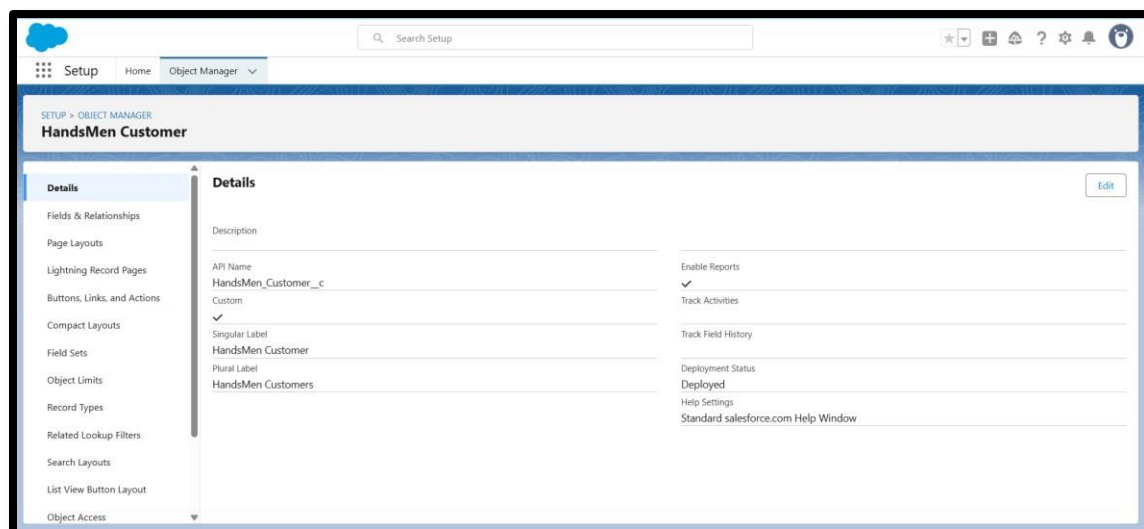 Search Setup
Setup Home Object Manager
SETUP > OBJECT MANAGER
HandsMen Customer
Details
Fields & Relationships
Page Layouts
Lightning Record Pages
Buttons, Links, and Actions
Compact Layouts
Field Sets
Object Limits
Record Types
Related Lookup Filters
Search Layouts
List View Button Layout
Object Access
Details
Edit
Description
API Name
HandsMen_Customer__c
Custom
Singular Label
HandsMen Customer
Plural Label
HandsMen Customers
Enable Reports
Track Activities
Track Field History
Deployment Status
Deployed
Help Settings
Standard salesforce.com Help Window